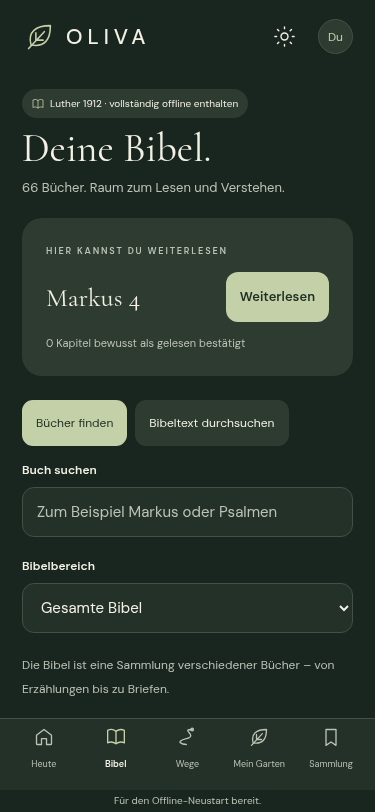 OLIVA
Du
Luther 1912 · vollständig offline enthalten
Deine Bibel.
66 Bücher. Raum zum Lesen und Verstehen.
HIER KANNST DU WEITERLESEN
Markus 4
Weiterlesen
0 Kapitel bewusst als gelesen bestätigt
Bücher finden
Bibeltext durchsuchen
Buch suchen
Zum Beispiel Markus oder Psalmen
Bibelbereich
Gesamte Bibel
Die Bibel ist eine Sammlung verschiedener Bücher – von
Erzählungen bis zu Briefen.
Heute
Bibel
Wege
Mein Garten
Sammlung
Für den Offline-Neustart bereit.